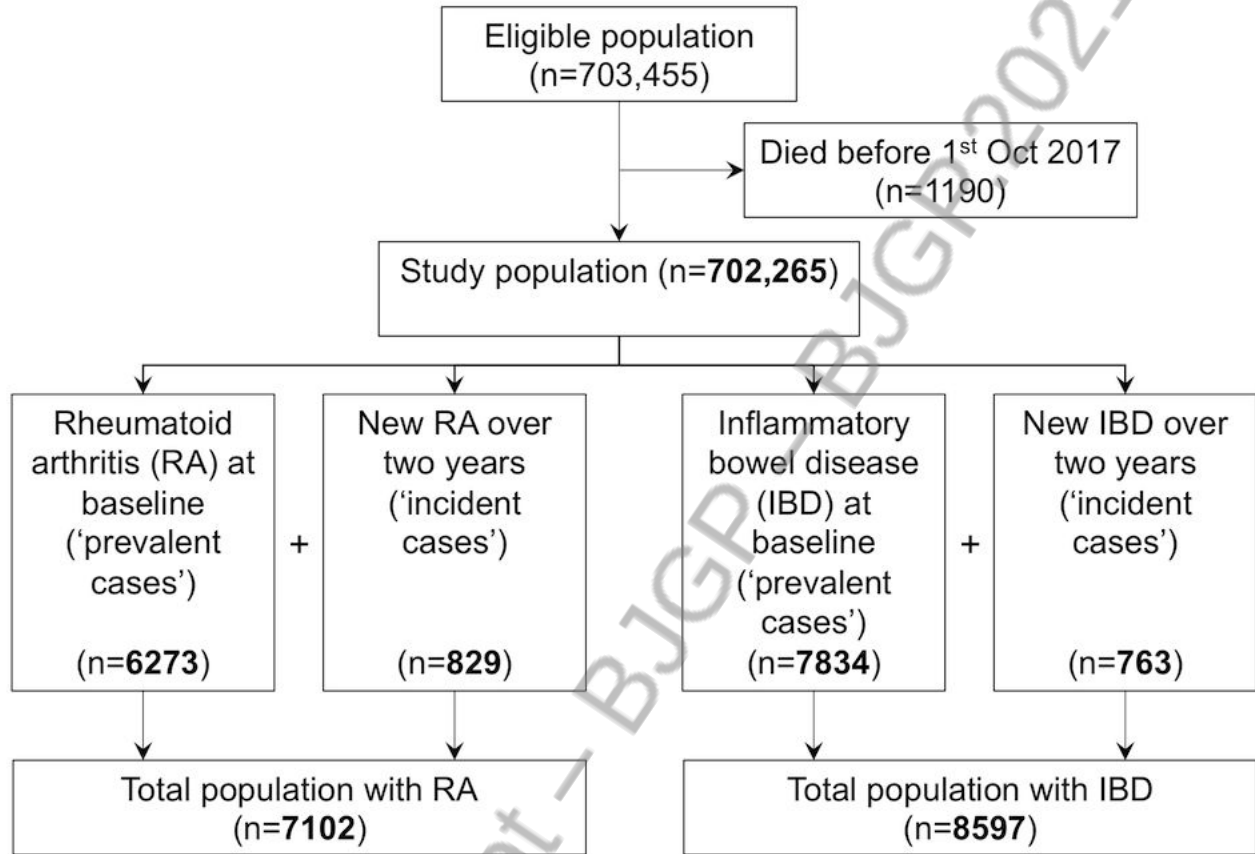 Eligible population
(n=703,455)
Died before 1st Oct 2017
(n=1190)
Study population (n=702,265)
Rheumatoid
arthritis (RA) at
baseline
(‘prevalent
cases’)
(n=6273)
+
New RA over
two years
(‘incident
cases’)
(n=829)
Inflammatory
bowel disease
(IBD) at
baseline
(‘prevalent
cases’)
(n=7834)
+
New IBD over
two years
(‘incident
cases’)
(n=763)
Total population with RA
(n=7102)
Total population with IBD
(n=8597)
– BJGP – BJGP.202